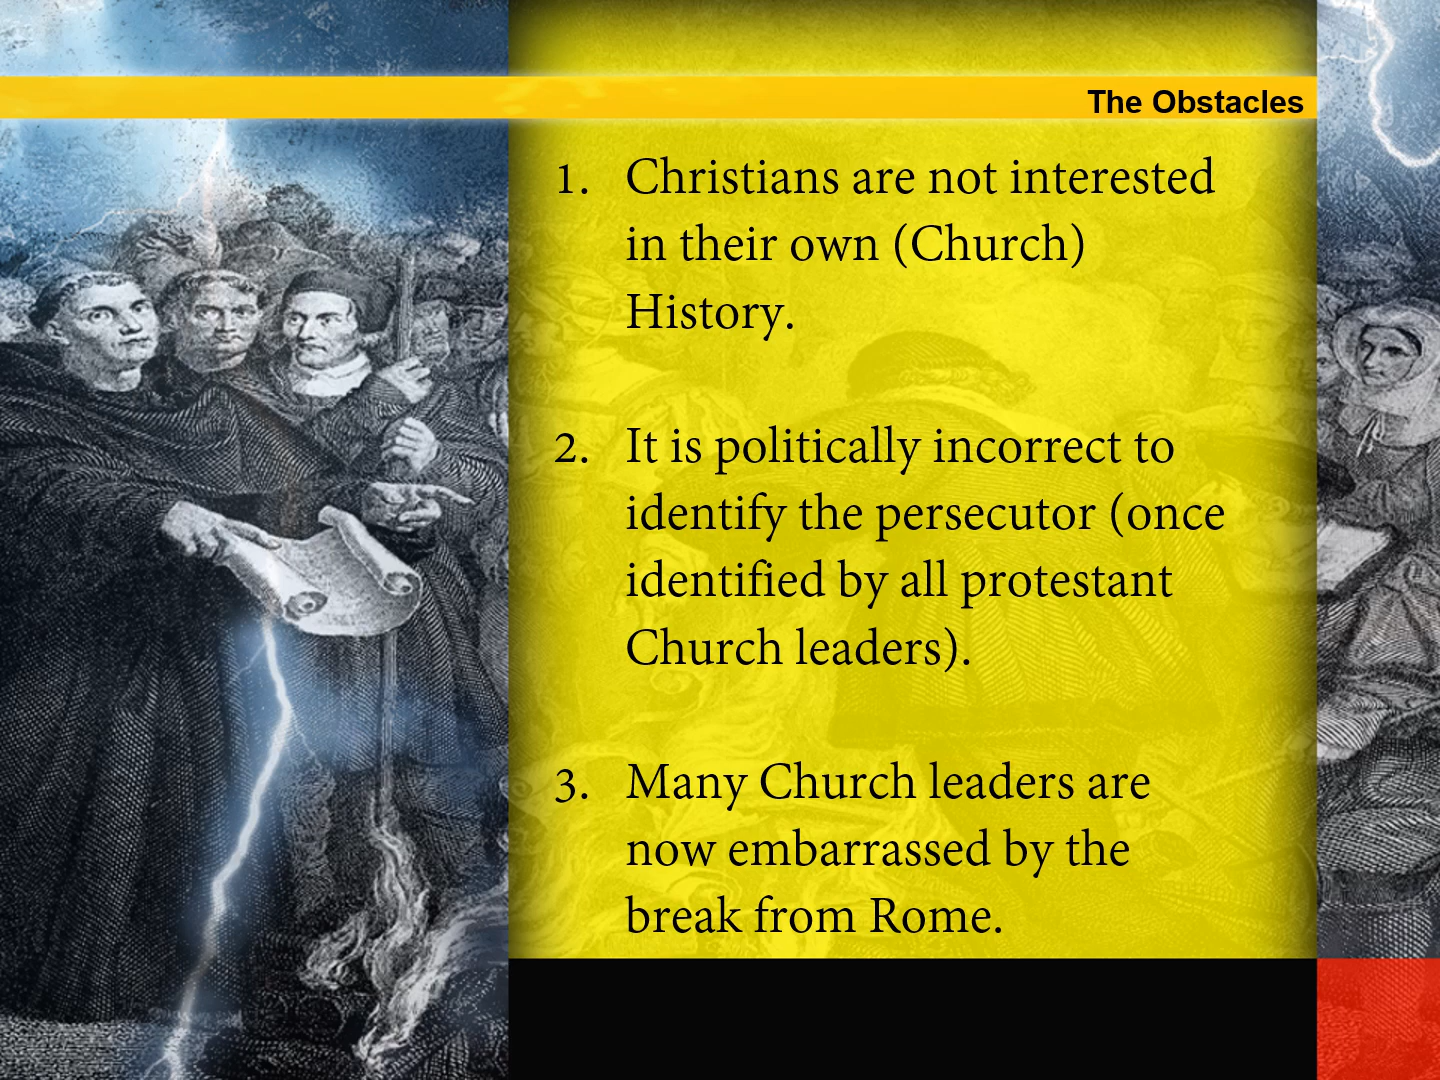 The Obstacles
1. Christians are not interested
in their own (Church)
History.
2. It is politically incorrect to
identify the persecutor (once
identified by all protestant
Church leaders).
3. Many Church leaders are
now embarrassed by the
break from Rome.